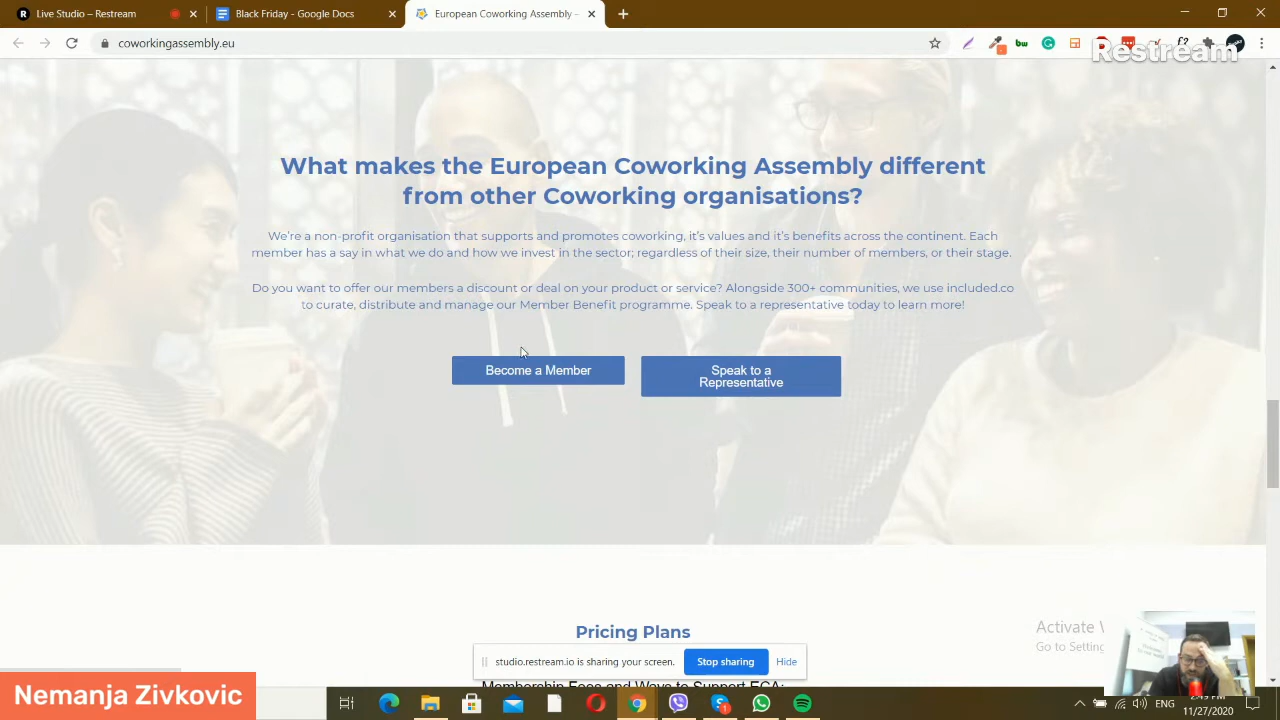 Live Studio – Restream
Black Friday - Google Docs
European Coworking Assembly –
coworkingassembly.eu
bw
f?
Restream
What makes the European Coworking Assembly different
from other Coworking organisations?
We're a non-profit organisation that supports and promotes coworking, it's values and it's benefits across the continent. Each
member has a say in what we do and how we invest in the sector; regardless of their size, their number of members, or their stage.
Do you want to offer our members a discount or deal on your product or service? Alongside 300+ communities, we use included.co
to curate, distribute and manage our Member Benefit programme. Speak to a representative today to learn more!
Become a Member
Speak to a
Representative
Pricing Plans
Activate
Go to Setting
studio.restream.io is sharing your screen.
Stop sharing
Hide
Membership Fees and Ways to Support ECA:
Nemanja Zivkovic
ENG
11/27/2020